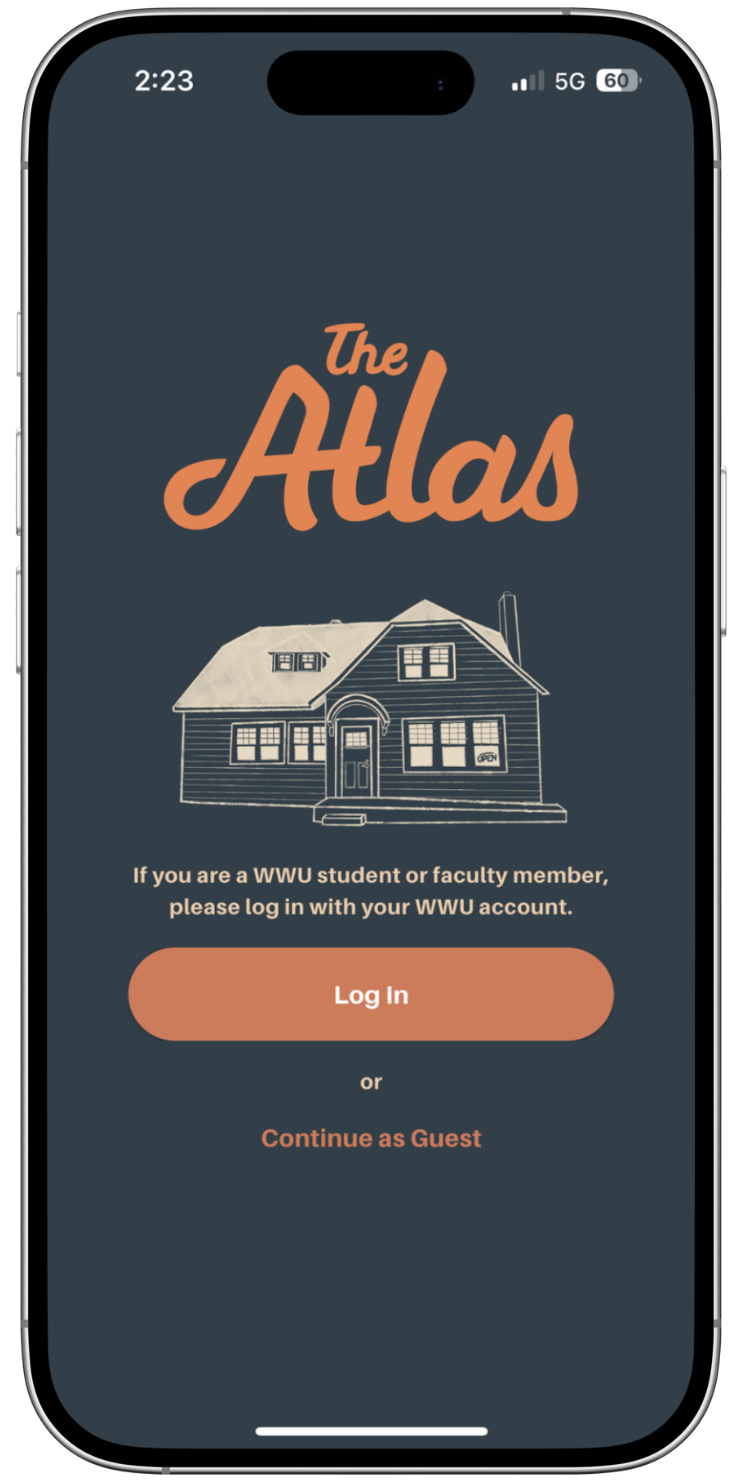 2:23
5G
60
The
Atlas
OPEN
If you are a WWU student or faculty member,
please log in with your WWU account.
Log In
or
Continue as Guest